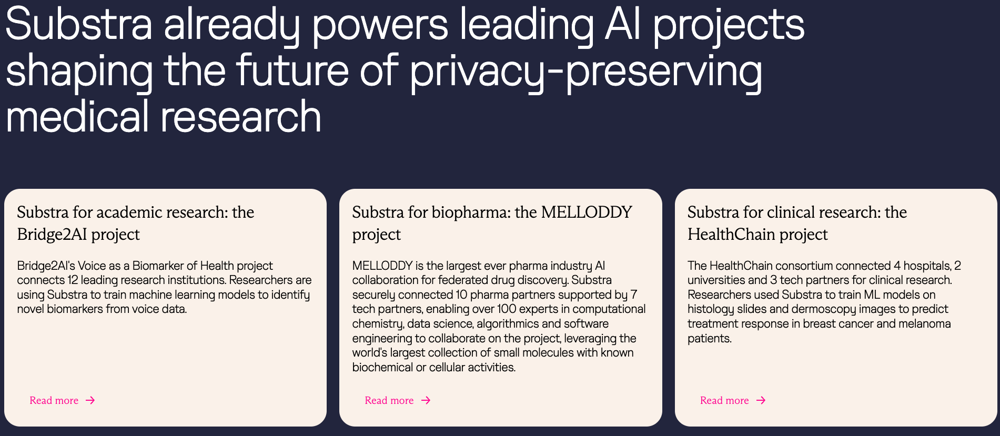 Substra already powers leading AI projects
shaping the future of privacy-preserving
medical research
Substra for academic research: the
Bridge2AI project
Bridge2AI's Voice as a Biomarker of Health project
connects 12 leading research institutions. Researchers are
using Substra to train machine learning models to identify
novel biomarkers from voice data.
Read more →
Substra for biopharma: the MELLODDY
project
MELLODDY is the largest ever pharma industry AI
collaboration for federated drug discovery. Substra
securely connected 10 pharma partners supported by 7
tech partners, enabling over 100 experts in computational
chemistry, data science, algorithmics and software
engineering to collaborate on the project, leveraging the
world's largest collection of small molecules with known
biochemical or cellular activities.
Read more →
Substra for clinical research: the
HealthChain project
The HealthChain consortium connected 4 hospitals, 2
universities and 3 tech partners for clinical research.
Researchers used Substra to train ML models on
histology slides and dermoscopy images to predict
treatment response in breast cancer and melanoma
patients.
Read more →